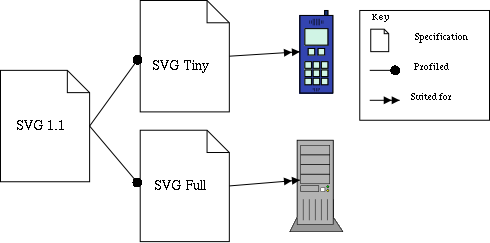 SVG 1.1
SVG Tiny
SVG Full
Key
Specification
Profiled
Suited for